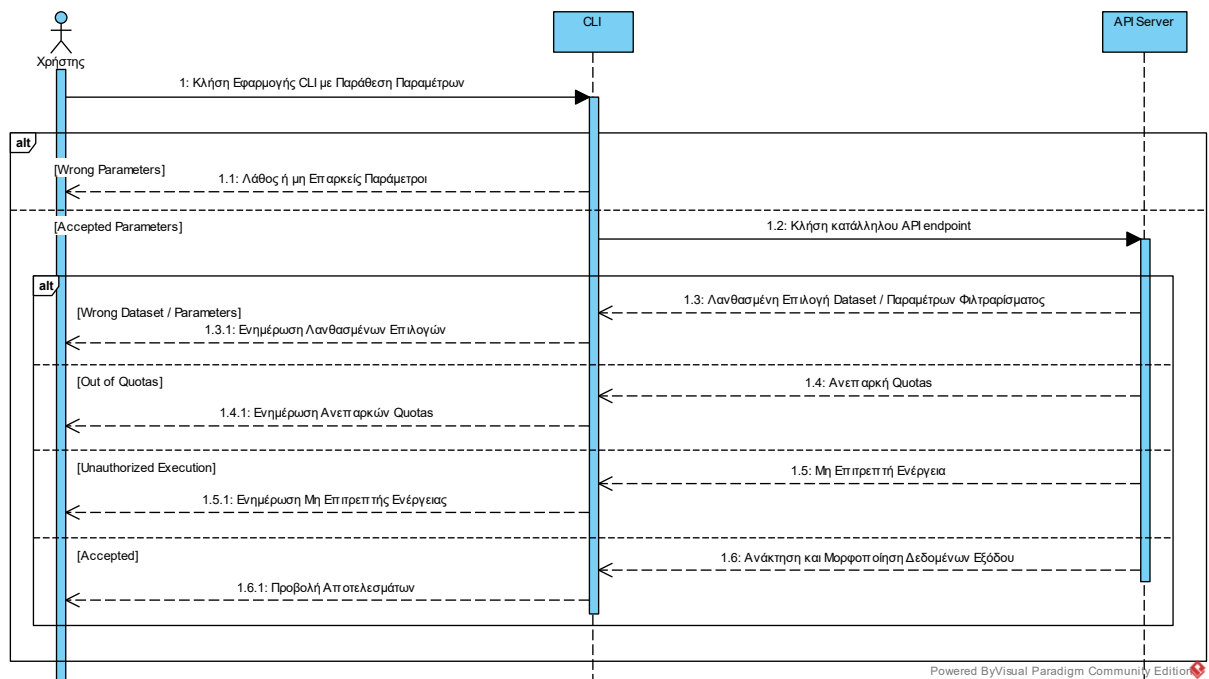 CLI
API Server
Χρήστης
1: Κλήση Εφαρμογής CLI με Παράθεση Παραμέτρων
alt
[Wrong Parameters]
1.1: Λάθος ή μη Επαρκείς Παράμετροι
[Accepted Parameters]
1.2: Κλήση κατάλληλου API endpoint
alt
[Wrong Dataset / Parameters]
1.3: Λανθασμένη Επιλογή Dataset / Παραμέτρων Φιλτραρίσματος
1.3.1: Ενημέρωση Λανθασμένων Επιλογών
[Out of Quotas]
1.4: Ανεπαρκή Quotas
1.4.1: Ενημέρωση Ανεπαρκών Quotas
[Unauthorized Execution]
1.5: Μη Επιτρεπτή Ενέργεια
1.5.1: Ενημέρωση Μη Επιτρεπτής Ενέργειας
[Accepted]
1.6: Ανάκτηση και Μορφοποίηση Δεδομένων Εξόδου
1.6.1: Προβολή Αποτελεσμάτων
Powered By Visual Paradigm Community Edition